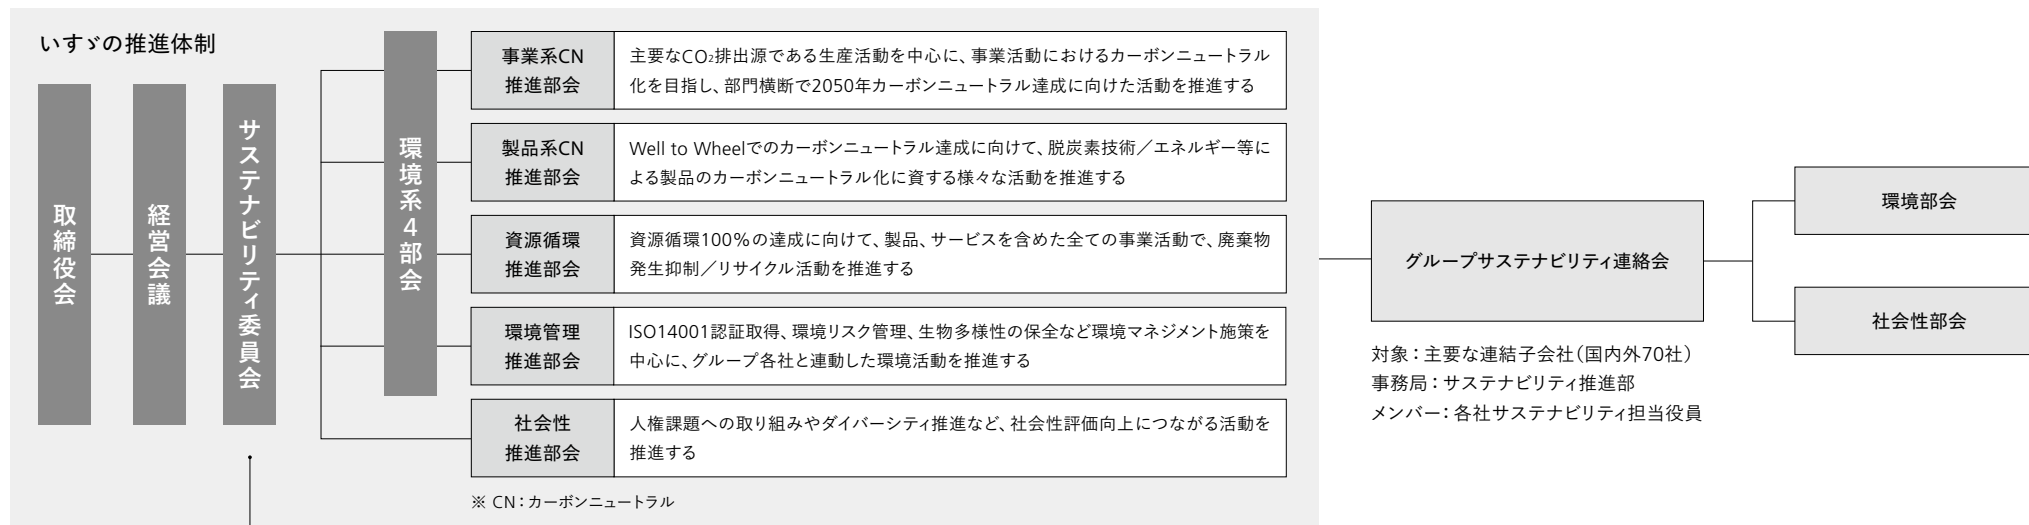 いすゞの推進体制
取締役会
経営会議
サステナビリティ委員会
環境系4部会
事業系CN
推進部会
主要なCO₂排出源である生産活動を中心に、事業活動におけるカーボンニュートラル
化を目指し、部門横断で2050年カーボンニュートラル達成に向けた活動を推進する
製品系CN
推進部会
Well to Wheelでのカーボンニュートラル達成に向けて、脱炭素技術／エネルギー等に
よる製品のカーボンニュートラル化に資する様々な活動を推進する
資源循環
推進部会
資源循環100%の達成に向けて、製品、サービスを含めた全ての事業活動で、廃棄物
発生抑制／リサイクル活動を推進する
環境管理
推進部会
ISO14001認証取得、環境リスク管理、生物多様性の保全など環境マネジメント施策を
中心に、グループ各社と連動した環境活動を推進する
社会性
推進部会
人権課題への取り組みやダイバーシティ推進など、社会性評価向上につながる活動を
推進する
※ CN：カーボンニュートラル
グループサステナビリティ連絡会
対象：主要な連結子会社（国内外70社）
事務局：サステナビリティ推進部
メンバー：各社サステナビリティ担当役員
環境部会
社会性部会